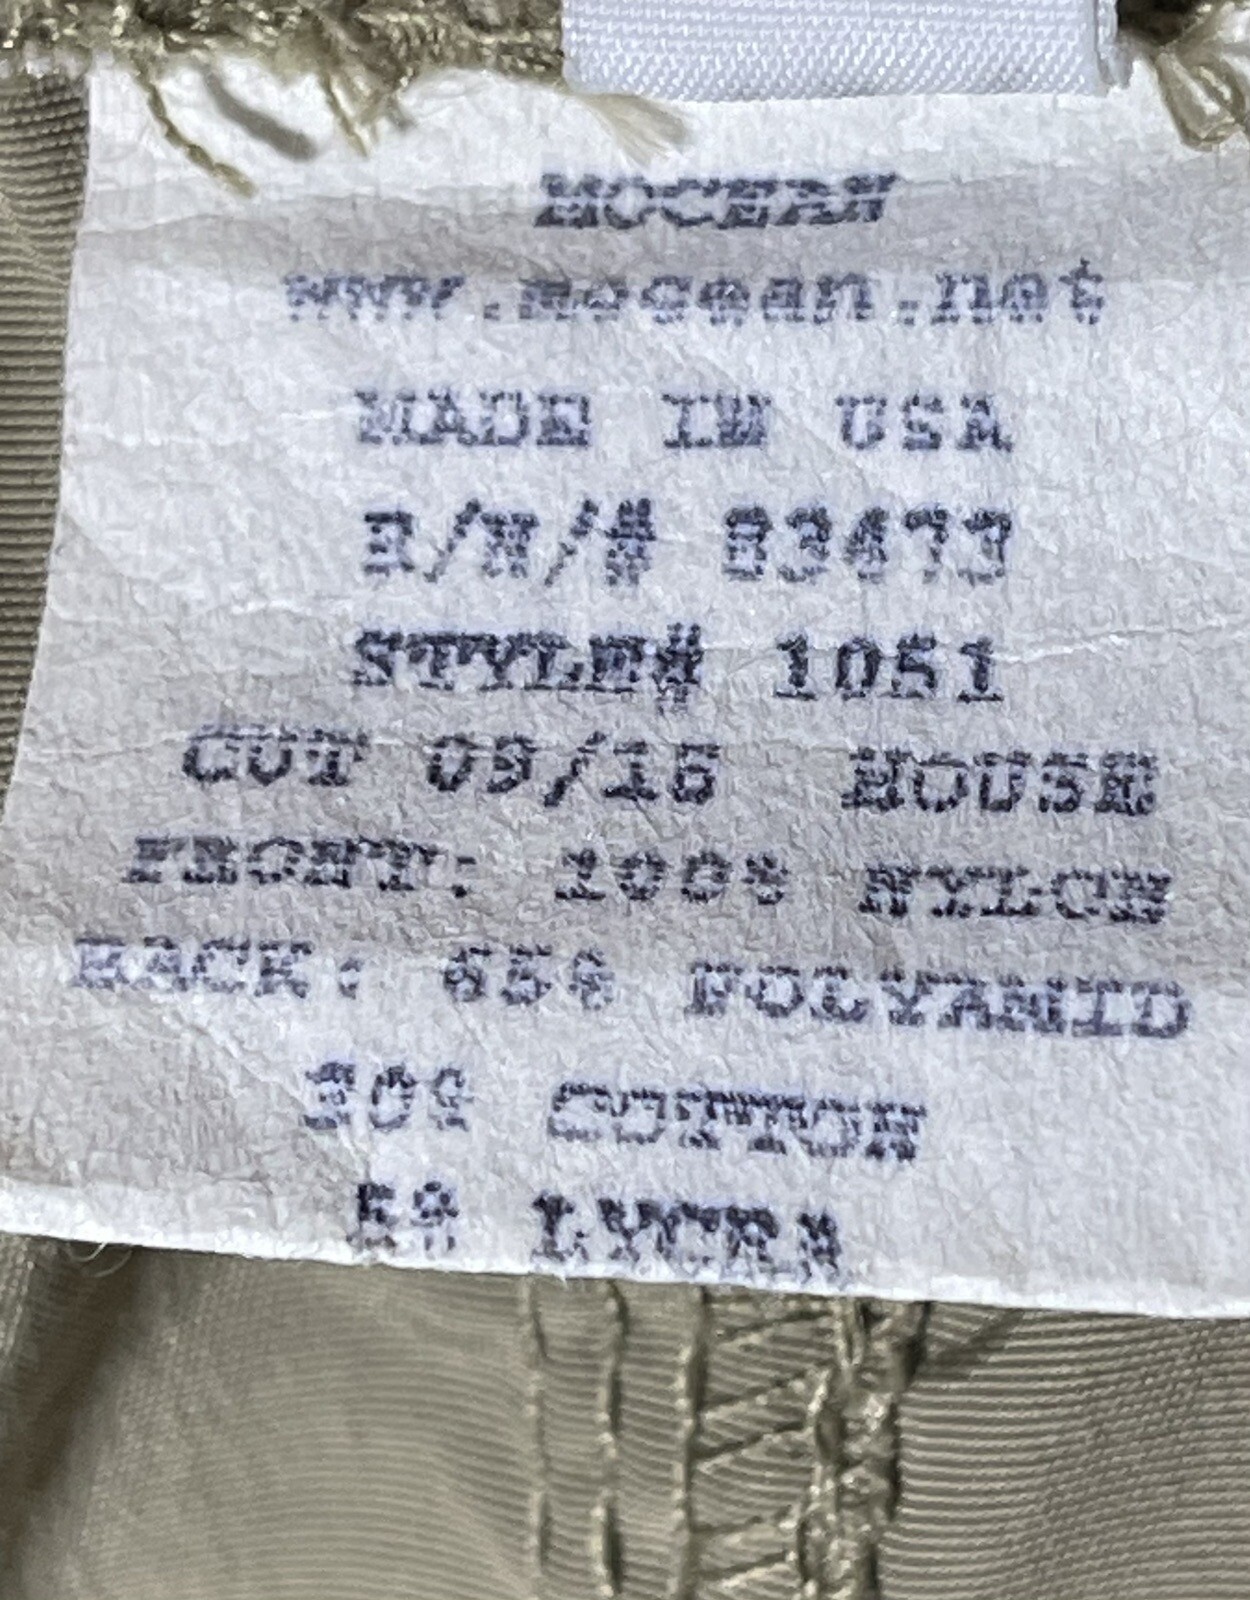 MOCEAN
www.mocean.net
MADE IN USA
R/N/# 83473
STYLE# 1051
CUT 09/16
FRONT: 100% NYLON
BACK: 65% POLYAMID
30% COTTON
5% LYCRA